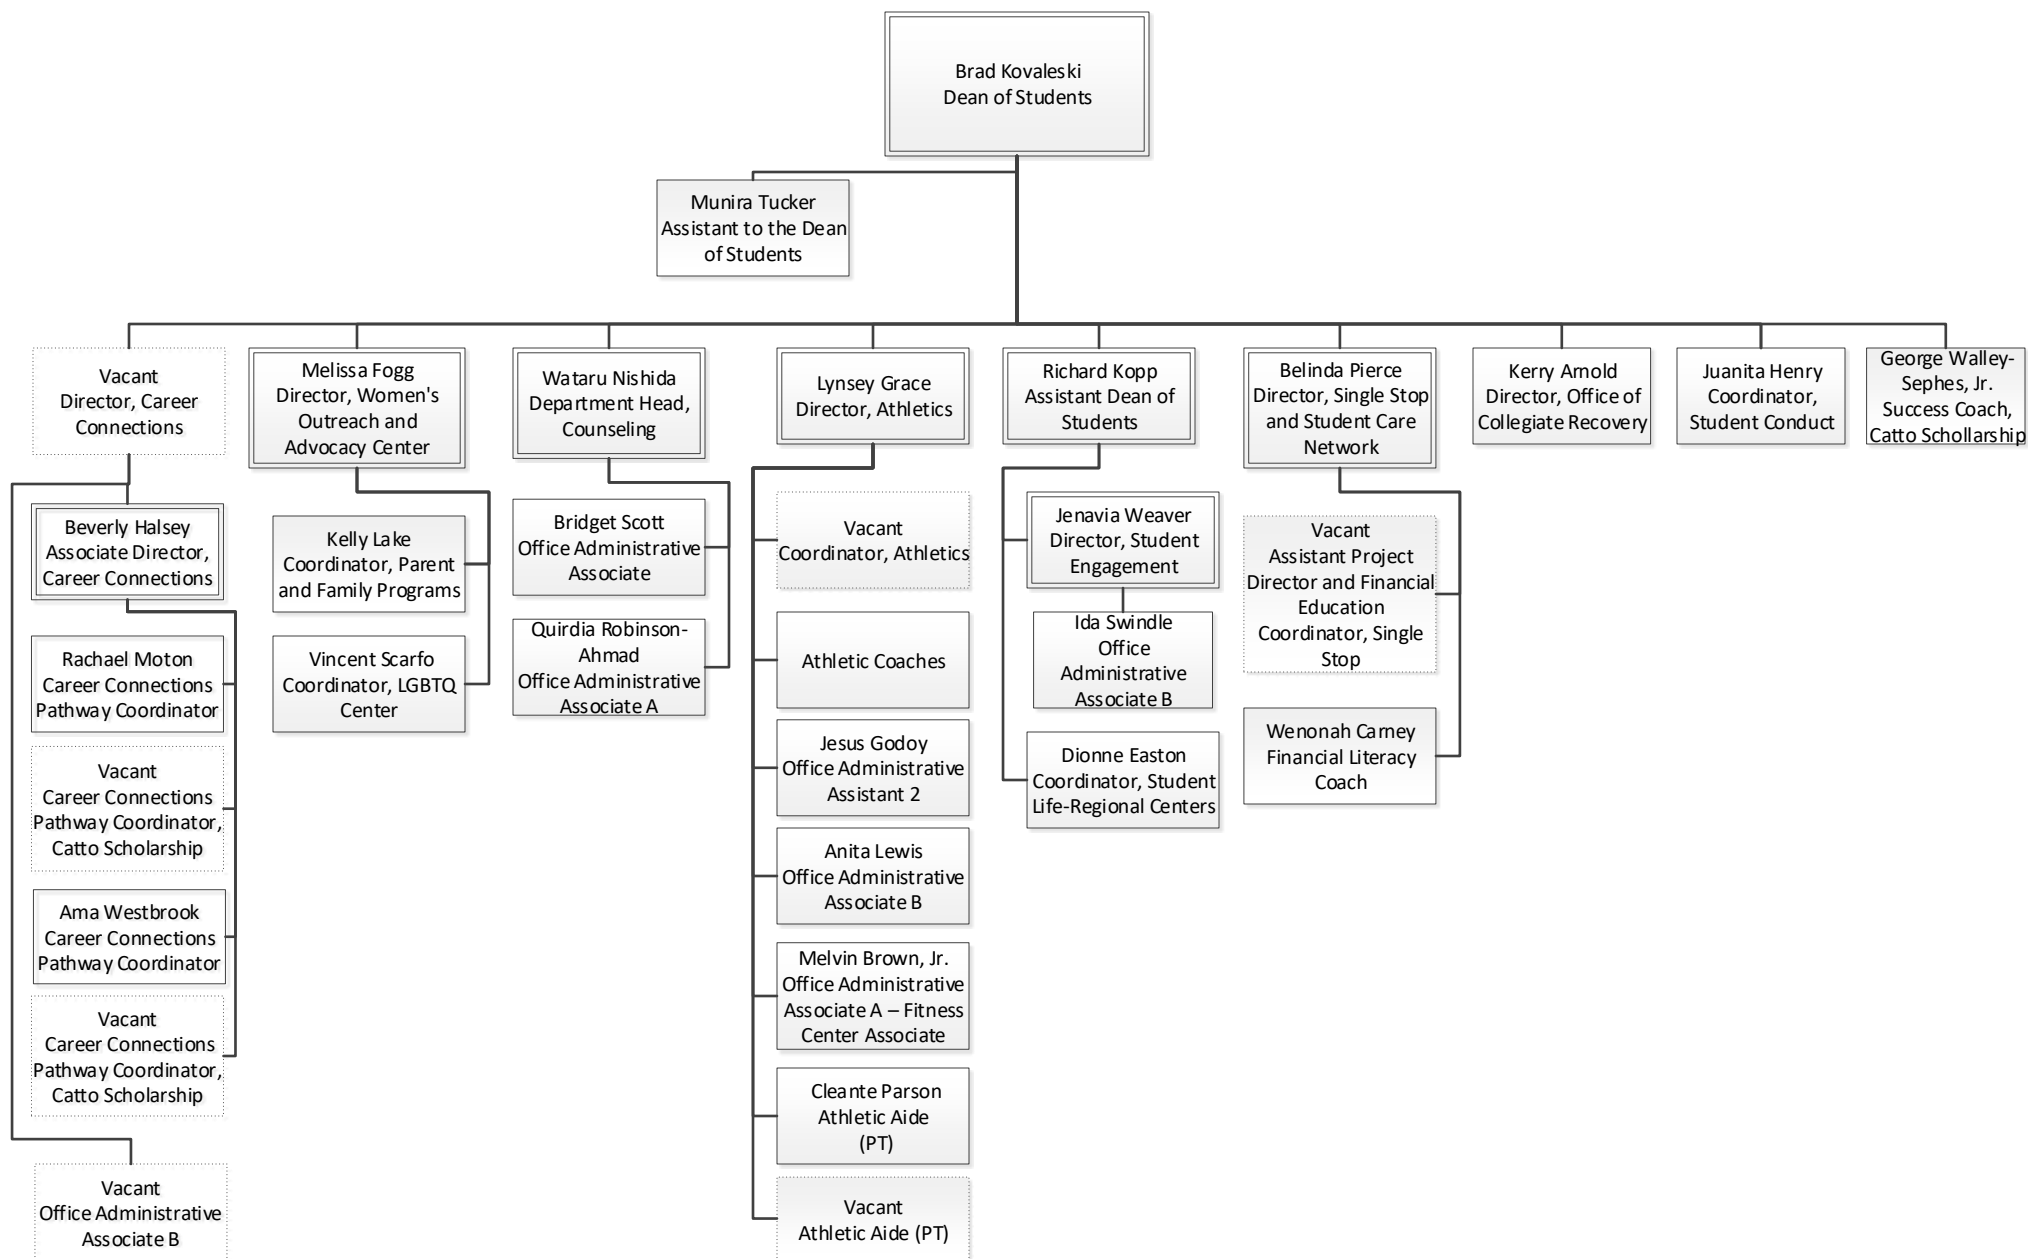 Brad Kovaleski
Dean of Students
Munira Tucker
Assistant to the Dean
of Students
Vacant
Director, Career
Connections
Melissa Fogg
Director, Women's
Outreach and
Advocacy Center
Wataru Nishida
Department Head,
Counseling
Lynsey Grace
Director, Athletics
Richard Kopp
Assistant Dean of
Students
Belinda Pierce
Director, Single Stop
and Student Care
Network
Kerry Arnold
Director, Office of
Collegiate Recovery
Juanita Henry
Coordinator,
Student Conduct
George Walley-
Sephes, Jr.
Success Coach,
Catto Schollarship
Beverly Halsey
Associate Director,
Career Connections
Rachael Moton
Career Connections
Pathway Coordinator
Vacant
Career Connections
Pathway Coordinator,
Catto Scholarship
Ama Westbrook
Career Connections
Pathway Coordinator
Vacant
Career Connections
Pathway Coordinator,
Catto Scholarship
Vacant
Office Administrative
Associate B
Kelly Lake
Coordinator, Parent
and Family Programs
Vincent Scarfo
Coordinator, LGBTQ
Center
Bridget Scott
Office Administrative
Associate
Quirdia Robinson-
Ahmad
Office Administrative
Associate A
Vacant
Coordinator, Athletics
Athletic Coaches
Jesus Godoy
Office Administrative
Assistant 2
Anita Lewis
Office Administrative
Associate B
Melvin Brown, Jr.
Office Administrative
Associate A – Fitness
Center Associate
Cleante Parson
Athletic Aide
(PT)
Vacant
Athletic Aide (PT)
Jenavia Weaver
Director, Student
Engagement
Ida Swindle
Office
Administrative
Associate B
Dionne Easton
Coordinator, Student
Life-Regional Centers
Vacant
Assistant Project
Director and Financial
Education
Coordinator, Single
Stop
Wenonah Carney
Financial Literacy
Coach